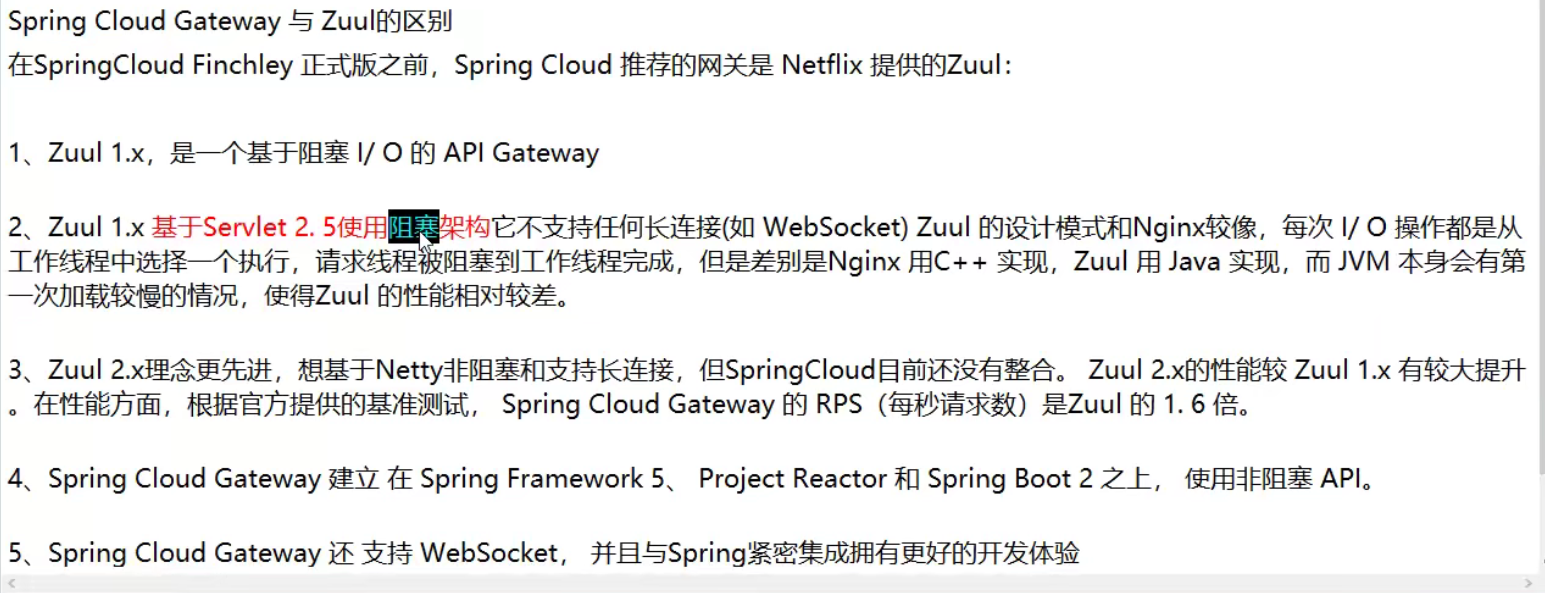 Spring Cloud Gateway 与 Zuul的区别
在SpringCloud Finchley 正式版之前，Spring Cloud 推荐的网关是 Netflix 提供的Zuul：
1、Zuul 1.x，是一个基于阻塞 I/ O 的 API Gateway
2、Zuul 1.x 基于Servlet 2. 5使用阻塞架构它不支持任何长连接(如 WebSocket) Zuul 的设计模式和Nginx较像，每次 I/ O 操作都是从
工作线程中选择一个执行，请求线程被阻塞到工作线程完成，但是差别是Nginx 用C++ 实现，Zuul 用 Java 实现，而 JVM 本身会有第
一次加载较慢的情况，使得Zuul 的性能相对较差。
3、Zuul 2.x理念更先进，想基于Netty非阻塞和支持长连接，但SpringCloud目前还没有整合。 Zuul 2.x的性能较 Zuul 1.x 有较大提升
。在性能方面，根据官方提供的基准测试， Spring Cloud Gateway 的 RPS（每秒请求数）是Zuul 的 1. 6 倍。
4、Spring Cloud Gateway 建立 在 Spring Framework 5、 Project Reactor 和 Spring Boot 2 之上， 使用非阻塞 API。
5、Spring Cloud Gateway 还 支持 WebSocket， 并且与Spring紧密集成拥有更好的开发体验